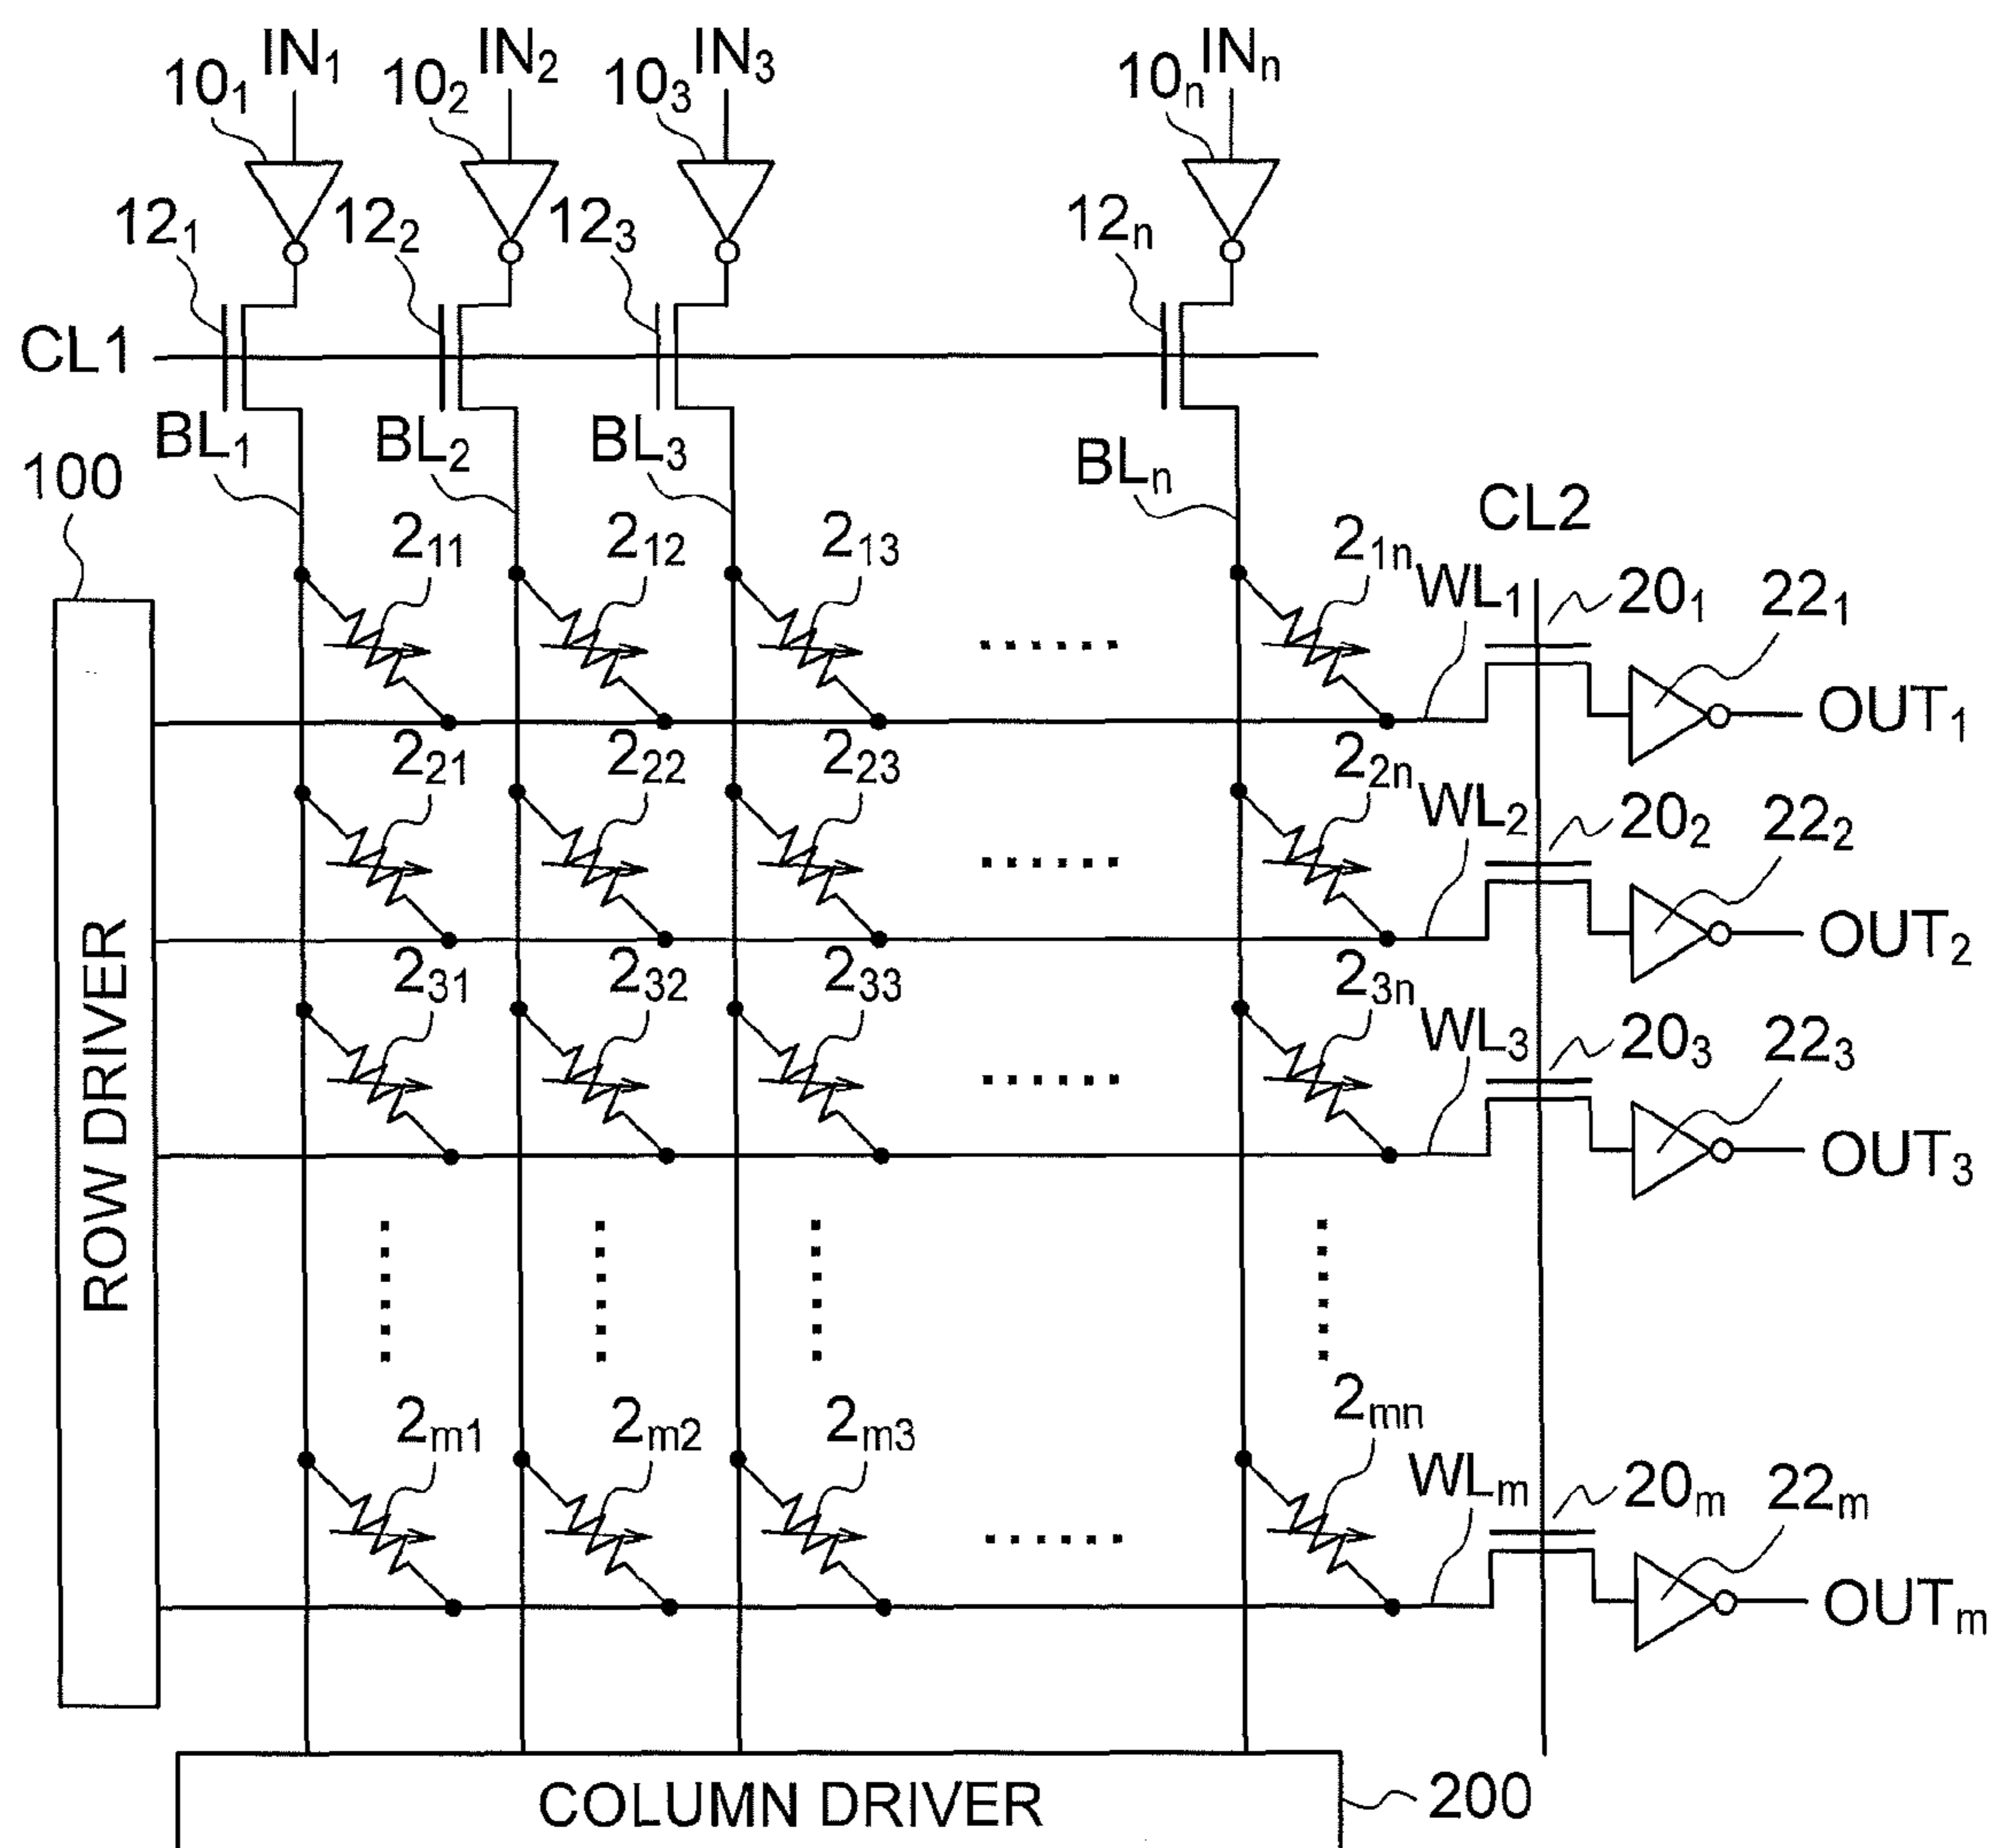 IN₁ IN₂ IN₃ INₙ
10₁ 10₂ 10₃ 10ₙ
12₁ 12₂ 12₃ 12ₙ
CL1
BL₁ BL₂ BL₃ BLₙ
100
CL2
2₁₁ 2₁₂ 2₁₃ 2₁ₙ WL₁ 20₁ 22₁
OUT₁
2₂₁ 2₂₂ 2₂₃ 2₂ₙ WL₂ 20₂ 22₂
OUT₂
2₃₁ 2₃₂ 2₃₃ 2₃ₙ WL₃ 20₃ 22₃
OUT₃
ROW DRIVER
2ₘ₁ 2ₘ₂ 2ₘ₃ 2ₘₙ WLₘ 20ₘ 22ₘ
OUTₘ
COLUMN DRIVER 200